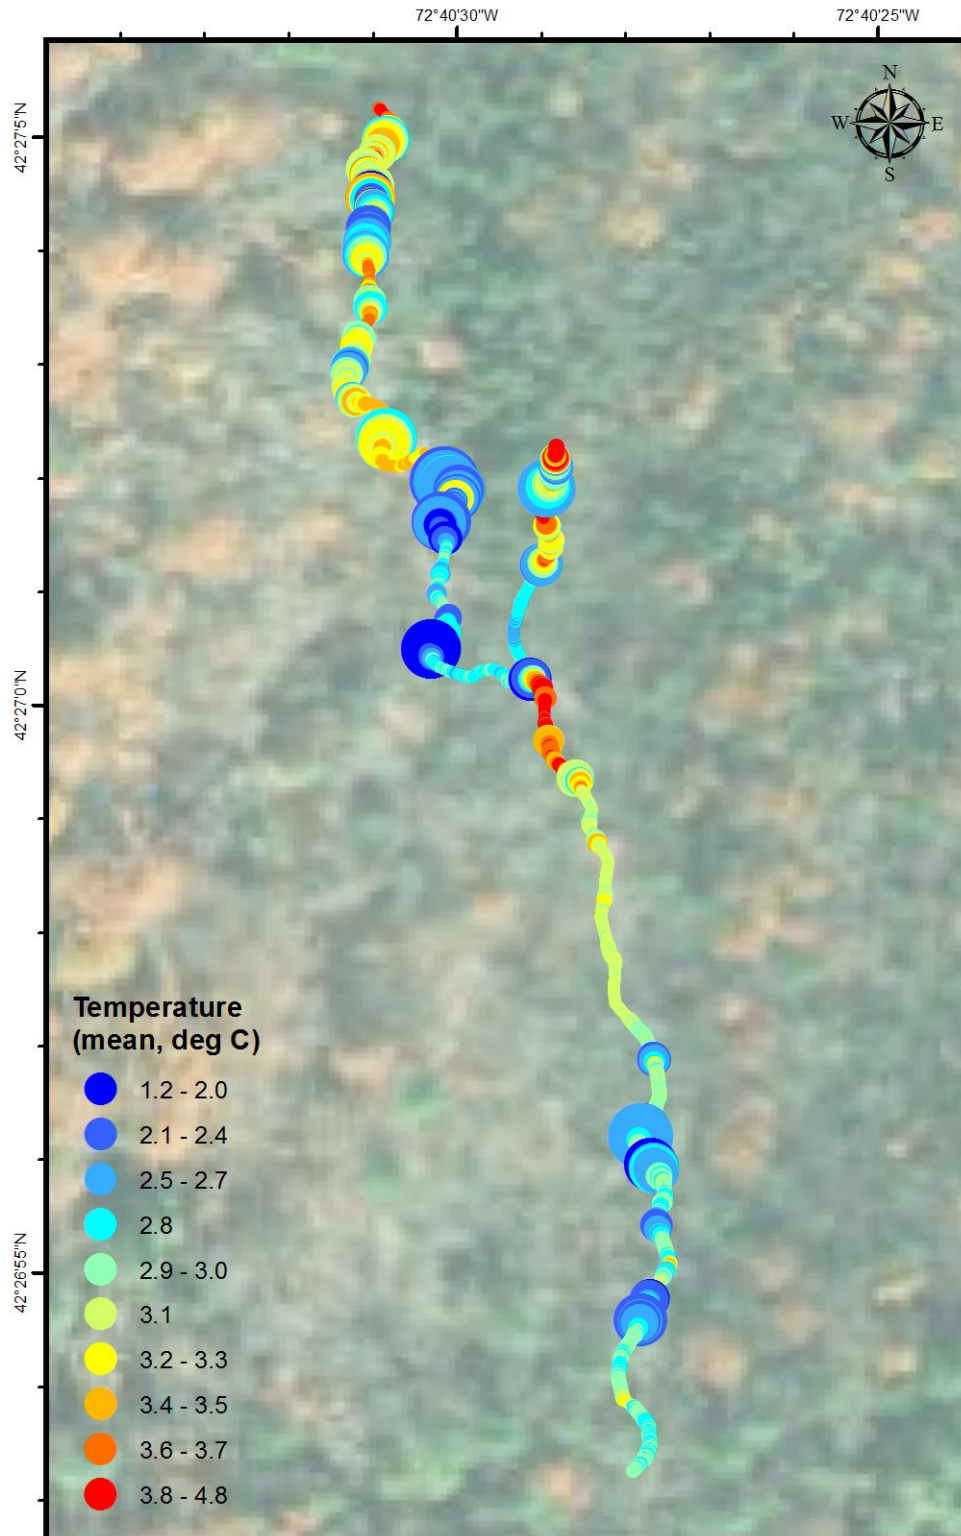 72°40'30"W
72°40'25"W
N
W E
S
42°27'5"N
42°27'0"N
42°26'55"N
Temperature
(mean, deg C)
1.2 - 2.0
2.1 - 2.4
2.5 - 2.7
2.8
2.9 - 3.0
3.1
3.2 - 3.3
3.4 - 3.5
3.6 - 3.7
3.8 - 4.8